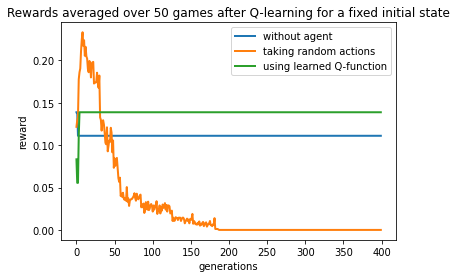 Rewards averaged over 50 games after Q-learning for a fixed initial state
without agent
taking random actions
using learned Q-function
reward
0.20
0.15
0.10
0.05
0.00
0 50 100 150 200 250 300 350 400
generations